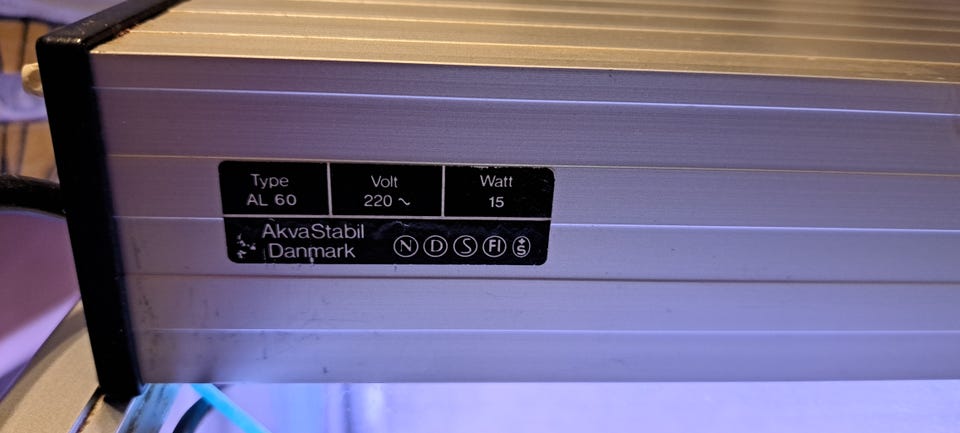 Type
AL 60
Volt
220 ~
Watt
15
AkvaStabil
Danmark
N D S FI S